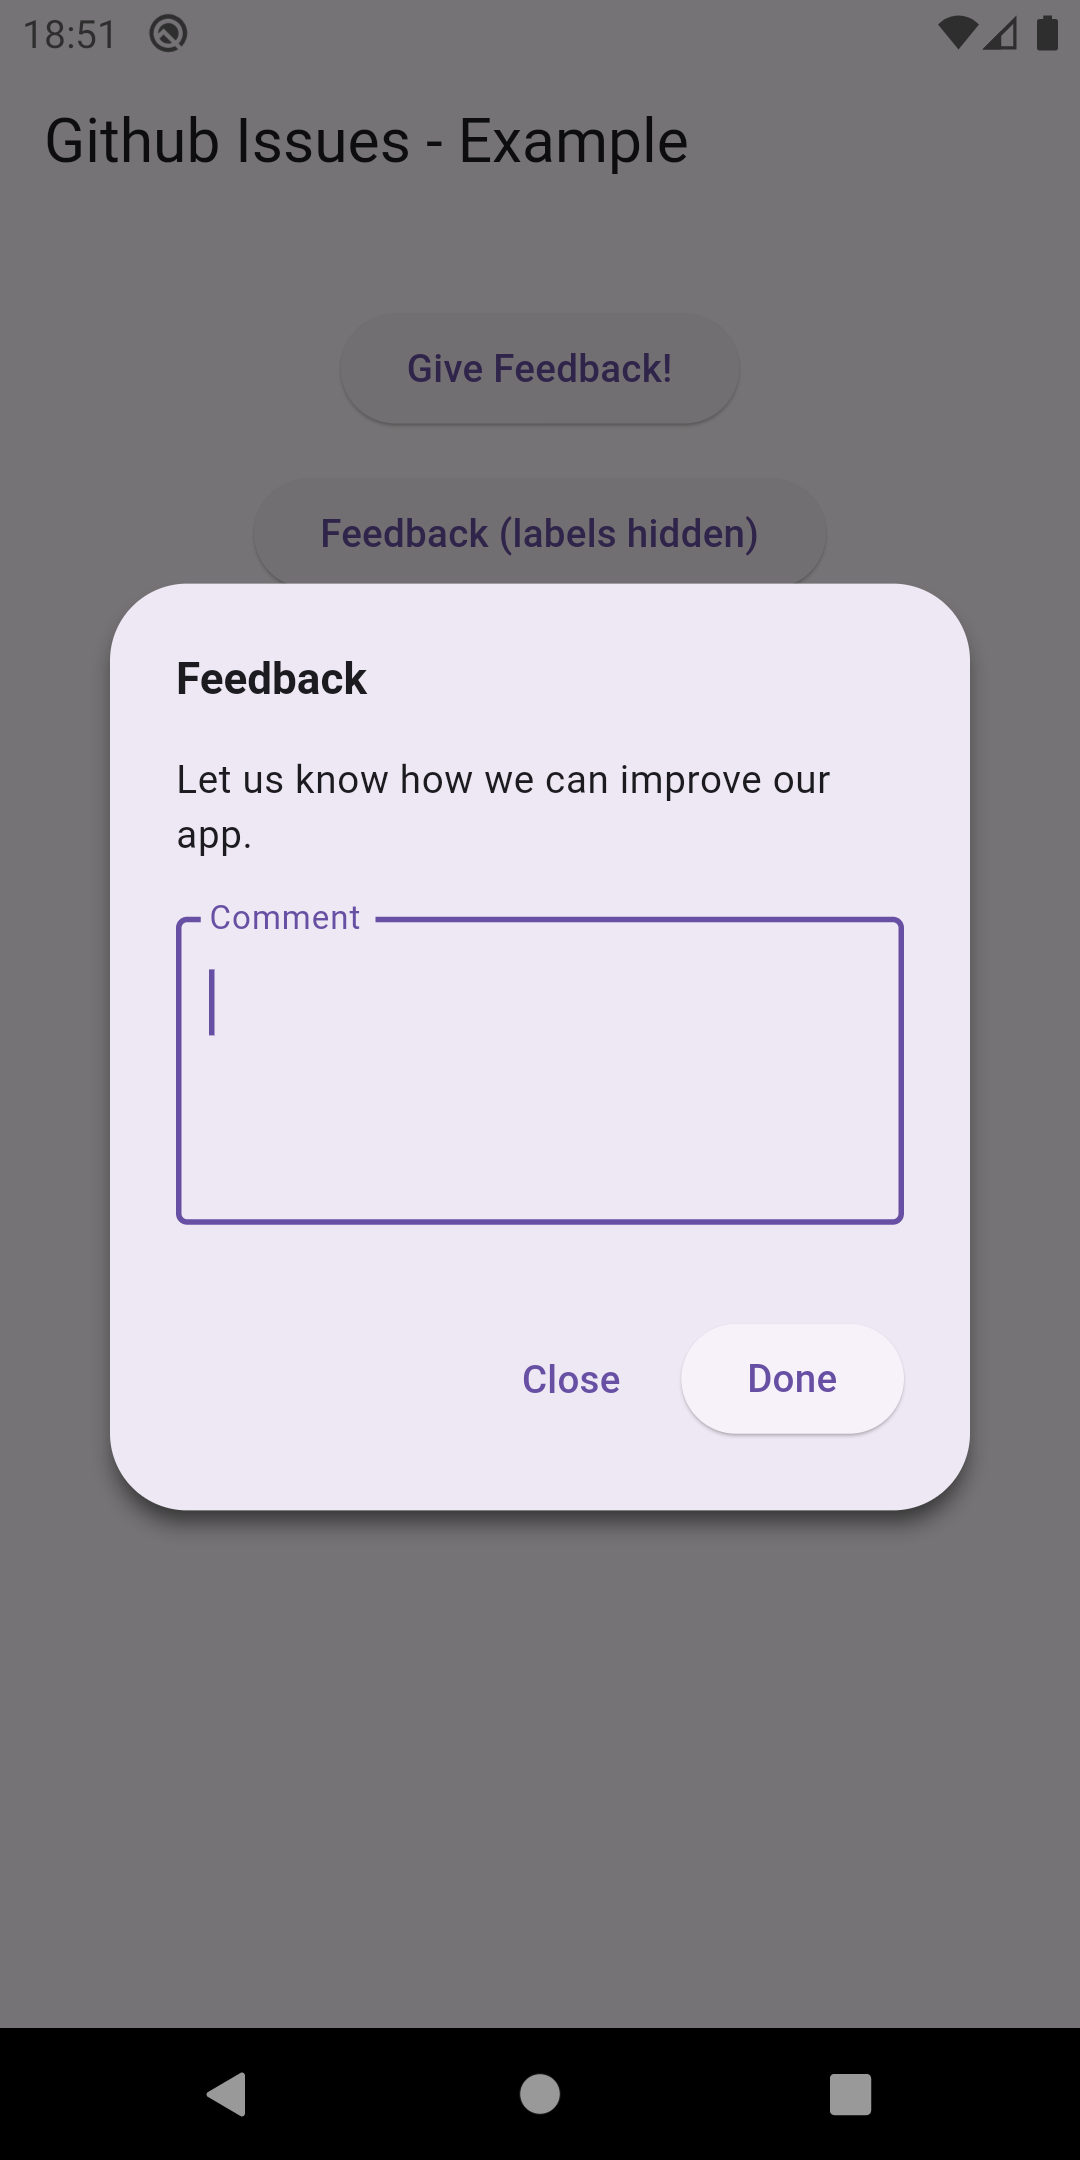 18:51
Github Issues - Example
Give Feedback!
Feedback (labels hidden)
Feedback
Let us know how we can improve our
app.
Comment
Close
Done